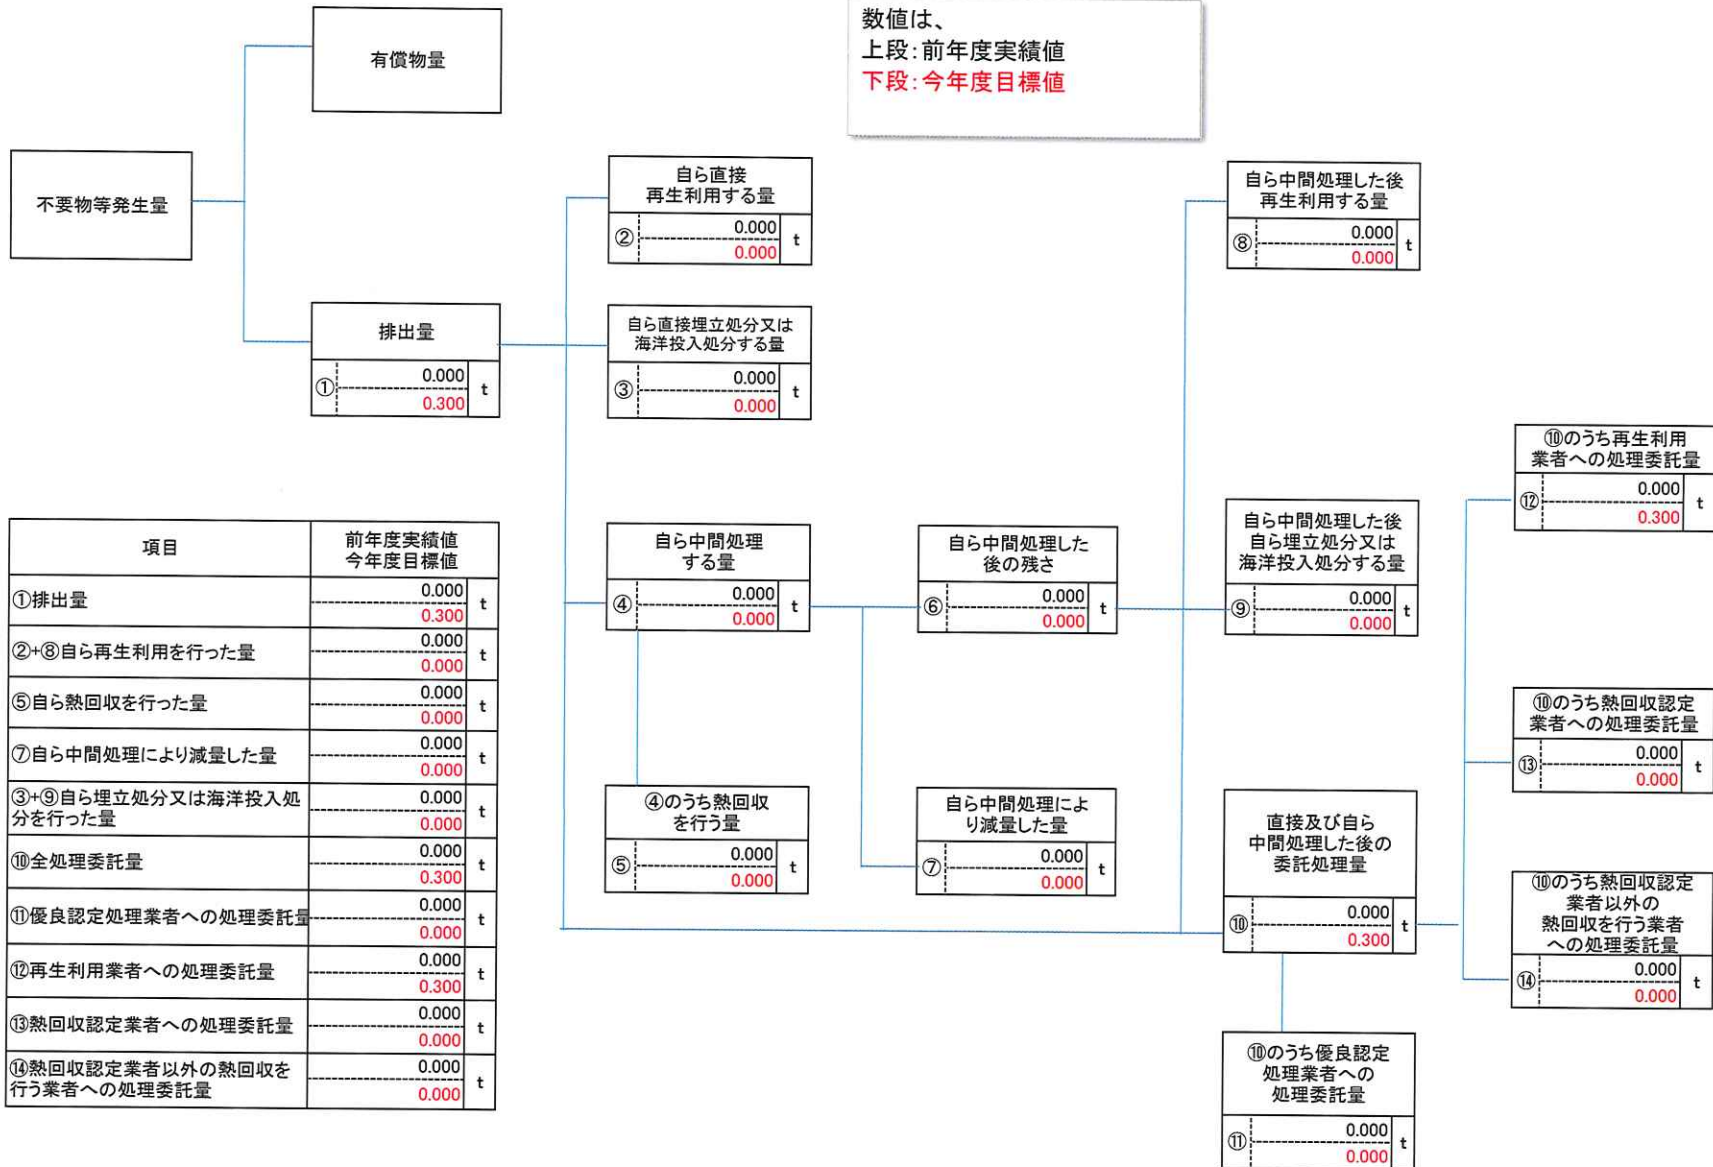 数値は、
上段：前年度実績値
下段：今年度目標値
有償物量
不要物等発生量
排出量
①
0.000
0.300
t
自ら直接
再生利用する量
②
0.000
0.000
t
自ら直接埋立処分又は
海洋投入処分する量
③
0.000
0.000
t
自ら中間処理
する量
④
0.000
0.000
t
④のうち熱回収
を行う量
⑤
0.000
0.000
t
自ら中間処理した
後の残さ
⑥
0.000
0.000
t
自ら中間処理によ
り減量した量
⑦
0.000
0.000
t
自ら中間処理した後
再生利用する量
⑧
0.000
0.000
t
自ら中間処理した後
自ら埋立処分又は
海洋投入処分する量
⑨
0.000
0.000
t
直接及び自ら
中間処理した後の
委託処理量
⑩
0.000
0.300
t
⑩のうち優良認定
処理業者への
処理委託量
⑪
0.000
0.000
t
⑩のうち再生利用
業者への処理委託量
⑫
0.000
0.300
t
⑩のうち熱回収認定
業者への処理委託量
⑬
0.000
0.000
t
⑩のうち熱回収認定
業者以外の
熱回収を行う業者
への処理委託量
⑭
0.000
0.000
t
項目
前年度実績値
今年度目標値
①排出量
0.000
0.300
t
②+⑧自ら再生利用を行った量
0.000
0.000
t
⑤自ら熱回収を行った量
0.000
0.000
t
⑦自ら中間処理により減量した量
0.000
0.000
t
③+⑨自ら埋立処分又は海洋投入処
分を行った量
0.000
0.000
t
⑩全処理委託量
0.000
0.300
t
⑪優良認定処理業者への処理委託量
0.000
0.000
t
⑫再生利用業者への処理委託量
0.000
0.300
t
⑬熱回収認定業者への処理委託量
0.000
0.000
t
⑭熱回収認定業者以外の熱回収を
行う業者への処理委託量
0.000
0.000
t